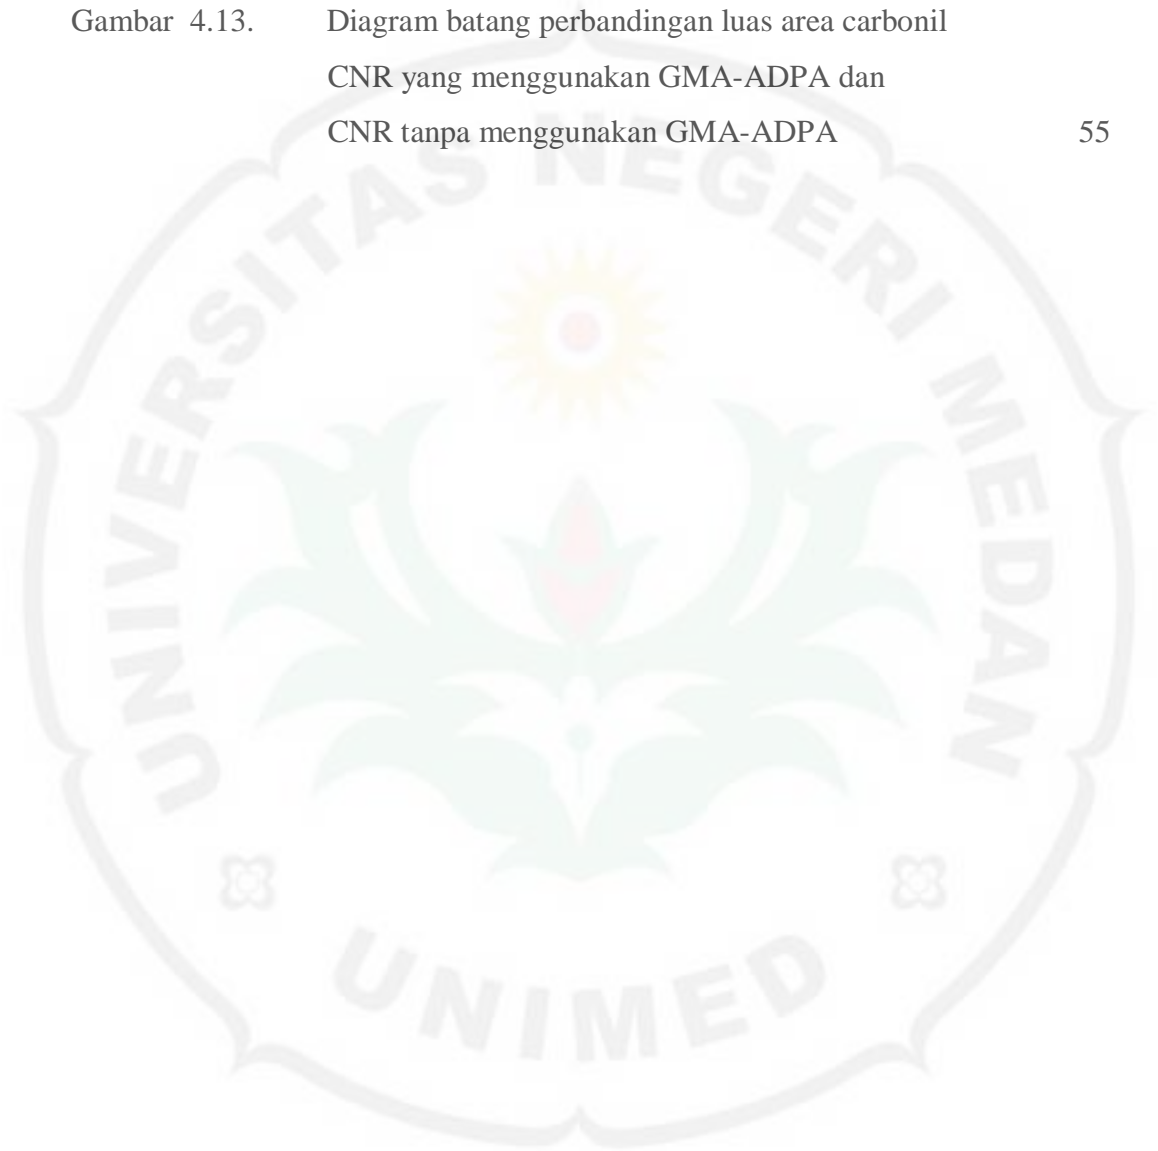 Gambar 4.13. Diagram batang perbandingan luas area carbonil
CNR yang menggunakan GMA-ADPA dan
CNR tanpa menggunakan GMA-ADPA 55
UNIVERSITAS NEGERI MEDAN
UNIMED